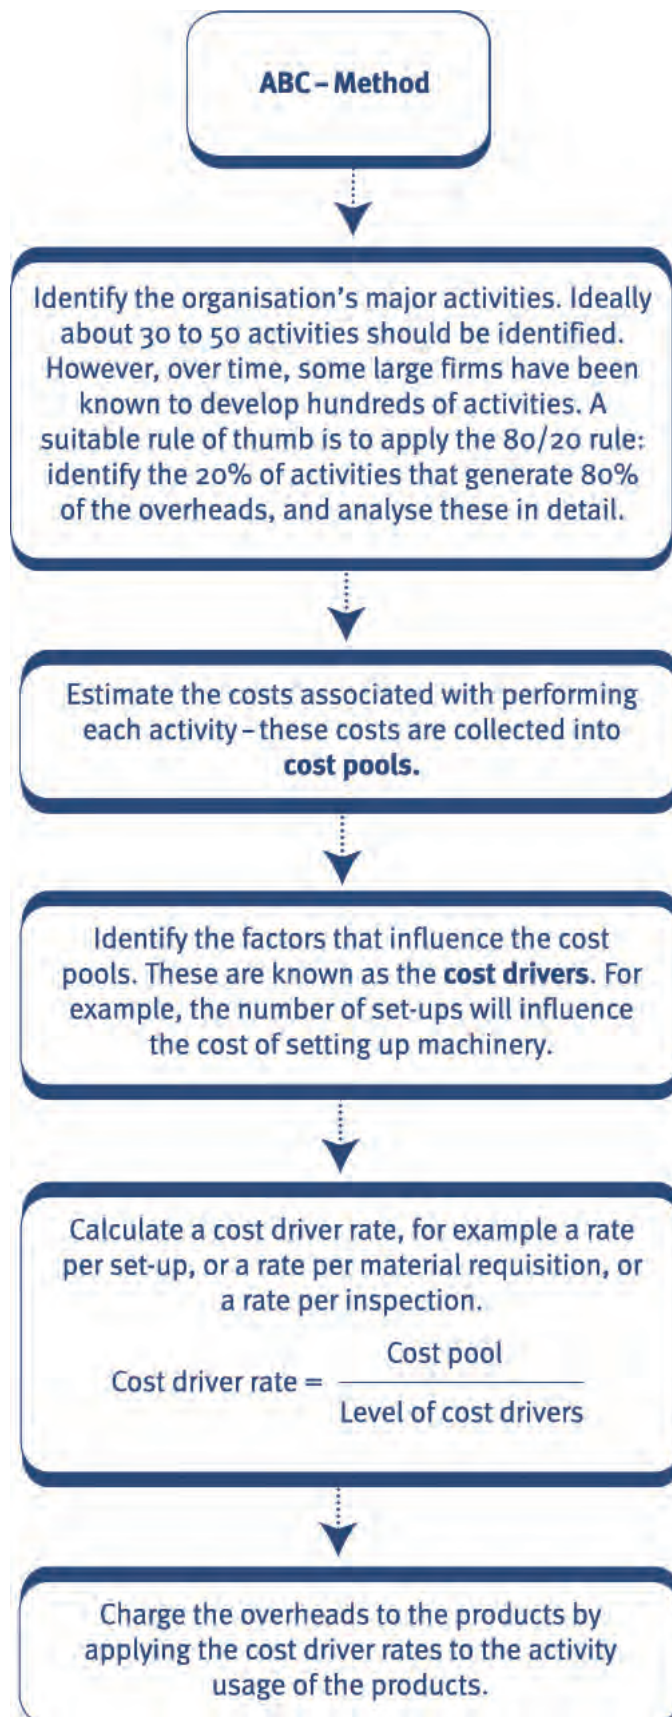 ABC – Method
Identify the organisation's major activities. Ideally
about 30 to 50 activities should be identified.
However, over time, some large firms have been
known to develop hundreds of activities. A
suitable rule of thumb is to apply the 80/20 rule:
identify the 20% of activities that generate 80%
of the overheads, and analyse these in detail.
Estimate the costs associated with performing
each activity – these costs are collected into
cost pools.
Identify the factors that influence the cost
pools. These are known as the cost drivers. For
example, the number of set-ups will influence
the cost of setting up machinery.
Calculate a cost driver rate, for example a rate
per set-up, or a rate per material requisition, or
a rate per inspection.
Cost pool
Cost driver rate =
Level of cost drivers
Charge the overheads to the products by
applying the cost driver rates to the activity
usage of the products.